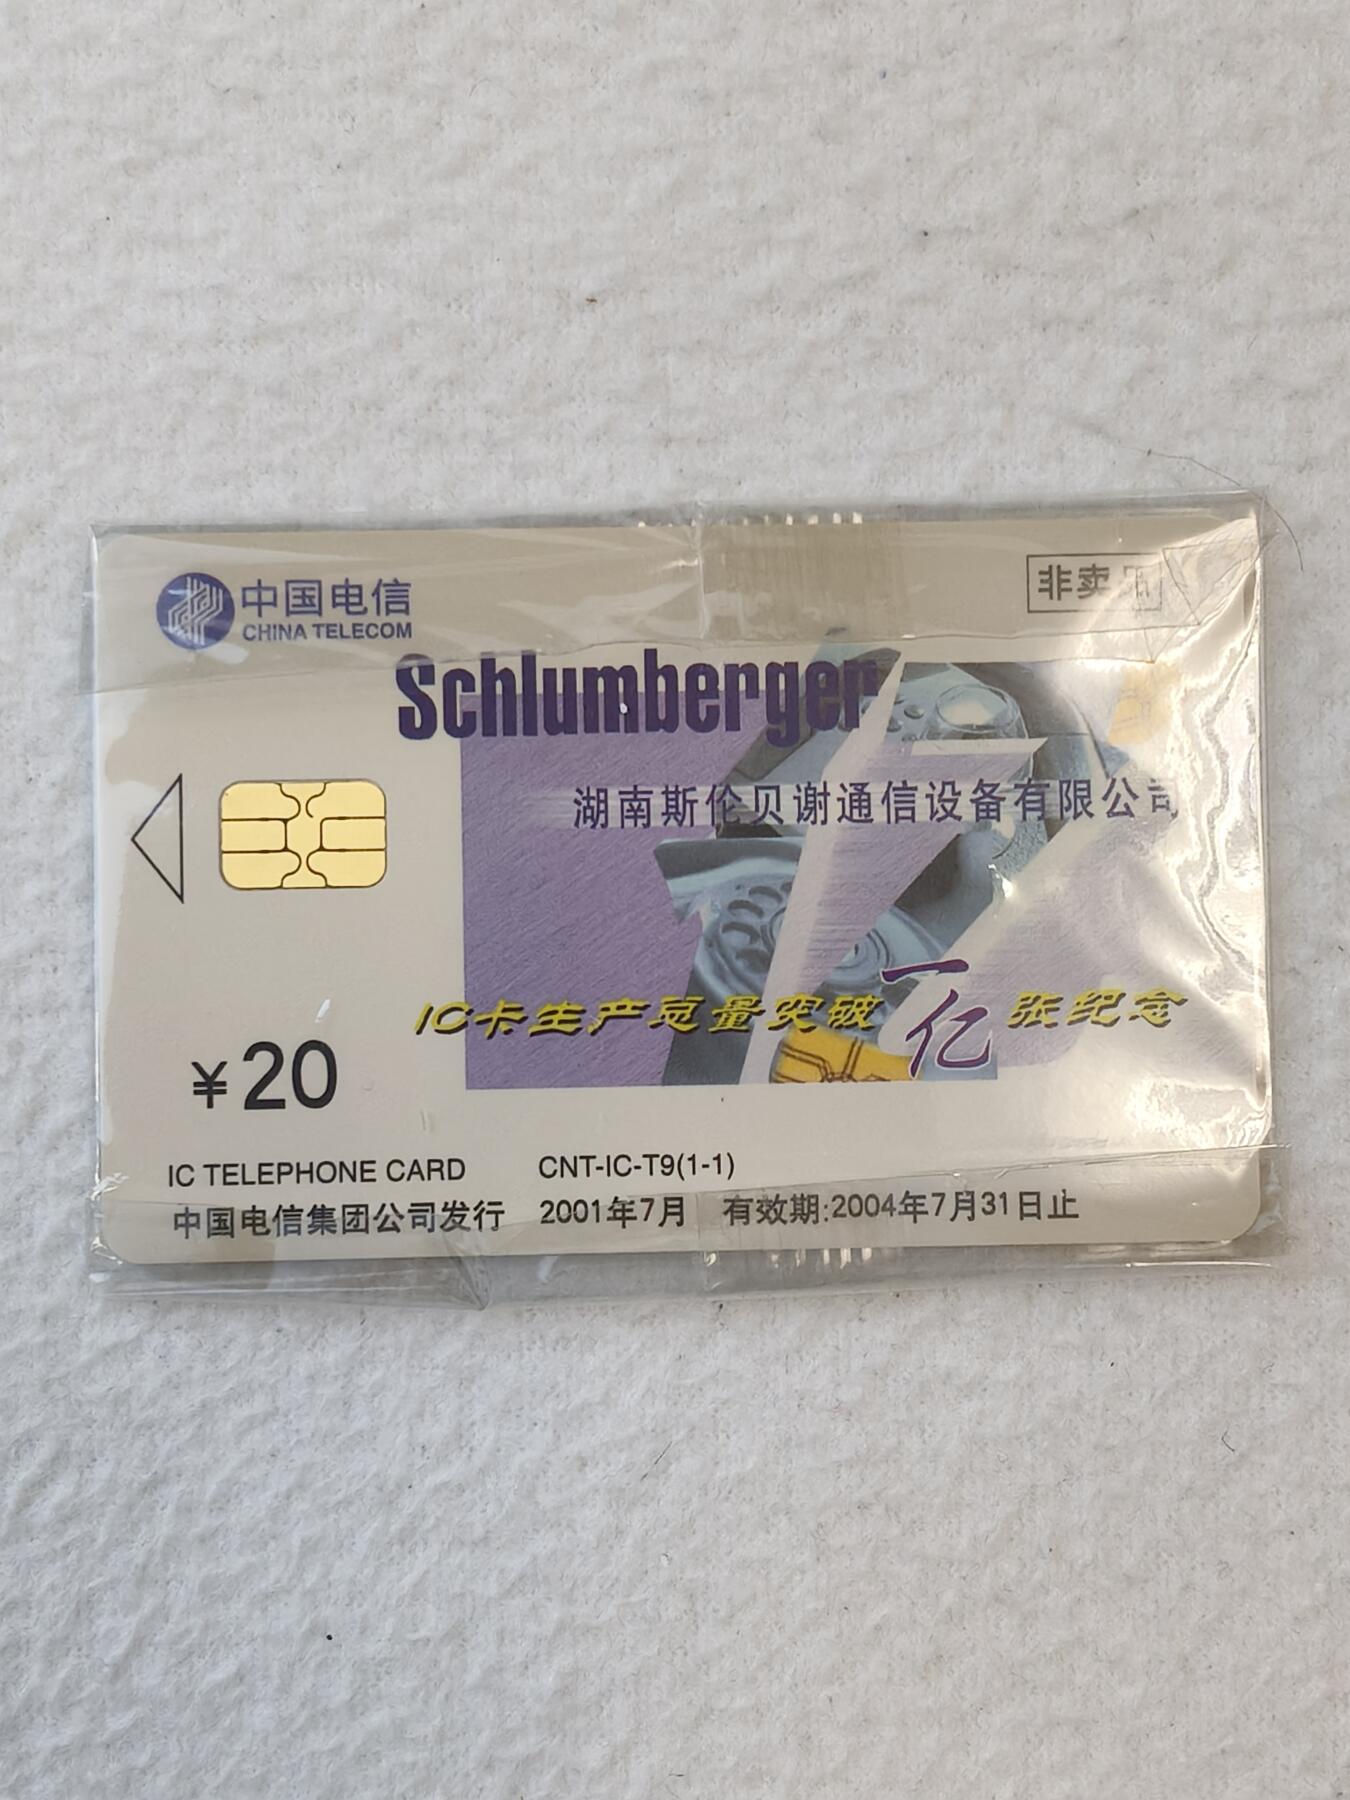 中国电信
CHINA TELECOM
非卖品
Schlumberger
湖南斯伦贝谢通信设备有限公司
IC卡生产总量突破一亿张纪念
¥20
IC TELEPHONE CARD CNT-IC-T9(1-1)
中国电信集团公司发行 2001年7月 有效期:2004年7月31日止